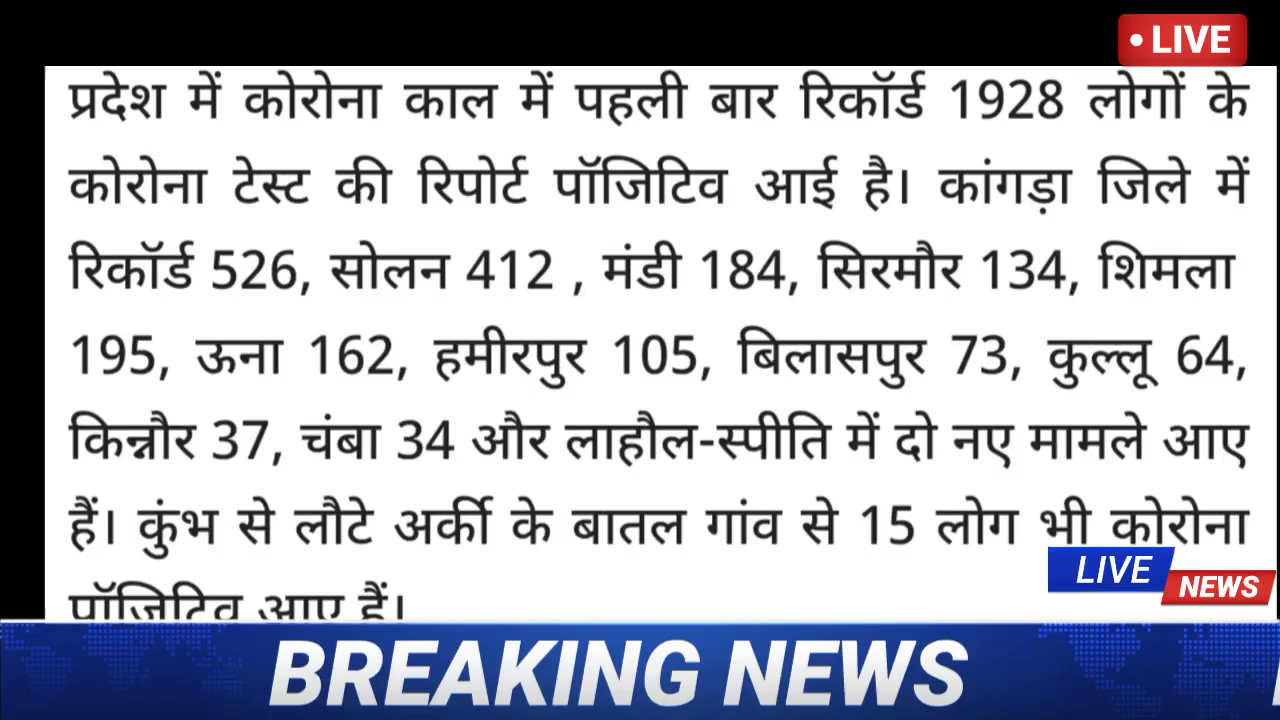 • LIVE
प्रदेश में कोरोना काल में पहली बार रिकॉर्ड 1928 लोगों के
कोरोना टेस्ट की रिपोर्ट पॉजिटिव आई है। कांगड़ा जिले में
रिकॉर्ड 526, सोलन 412 , मंडी 184, सिरमौर 134, शिमला
195, ऊना 162, हमीरपुर 105, बिलासपुर 73, कुल्लू 64,
किन्नौर 37, चंबा 34 और लाहौल-स्पीति में दो नए मामले आए
हैं। कुंभ से लौटे अर्की के बातल गांव से 15 लोग भी कोरोना
पॉजिटिव आए हैं।
LIVE
NEWS
BREAKING NEWS